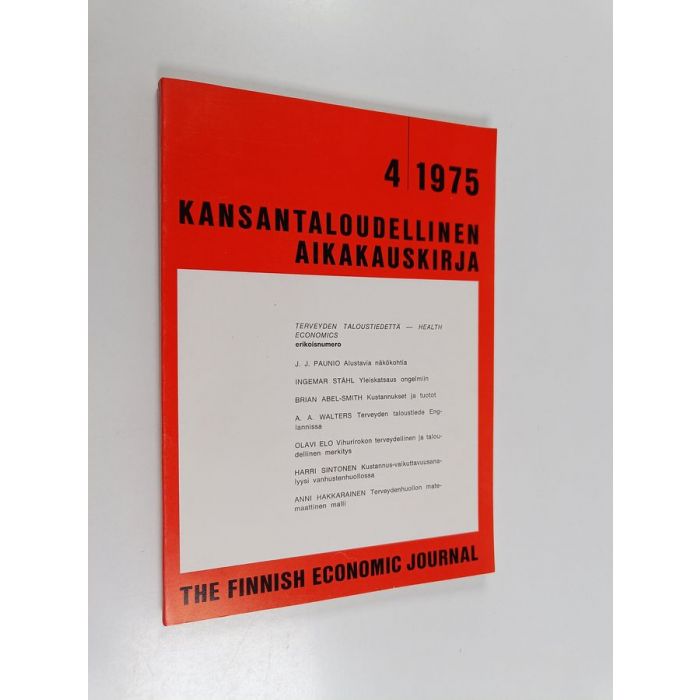 4 | 1975
KANSANTALOUDELLINEN
AIKAKAUSKIRJA
TERVEYDEN TALOUSTIEDETTÄ — HEALTH
ECONOMICS
erikoisnumero
J. J. PAUNIO Alustavia näkökohtia
INGEMAR STÅHL Yleiskatsaus ongelmiin
BRIAN ABEL-SMITH Kustannukset ja tuotot
A. A. WALTERS Terveyden taloustiede Eng-
lannissa
OLAVI ELO Vihurirokon terveydellinen ja talou-
dellinen merkitys
HARRI SINTONEN Kustannus-vaikuttavuusana-
lyysi vanhustenhuollossa
ANNI HAKKARAINEN Terveydenhuollon mate-
maattinen malli
THE FINNISH ECONOMIC JOURNAL